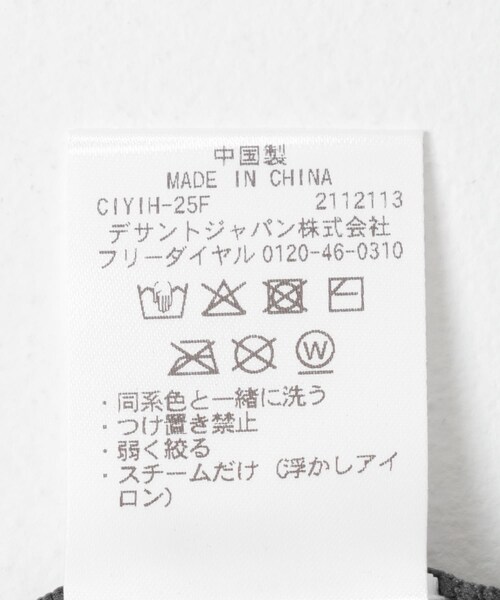 中国製
MADE IN CHINA
CIYIH-25F 2112113
デサントジャパン株式会社
フリーダイヤル 0120-46-0310
W
・同系色と一緒に洗う
・つけ置き禁止
・弱く絞る
・スチームだけ（浮かしアイ
ロン）